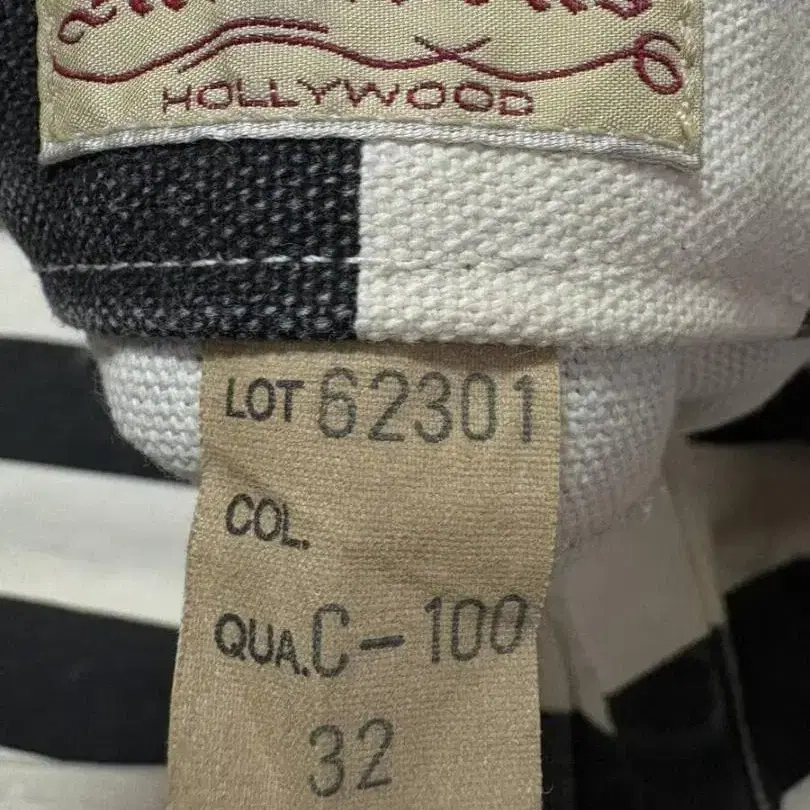 HOLLYWOOD
LOT 62301
COL.
QUA. C-100
32